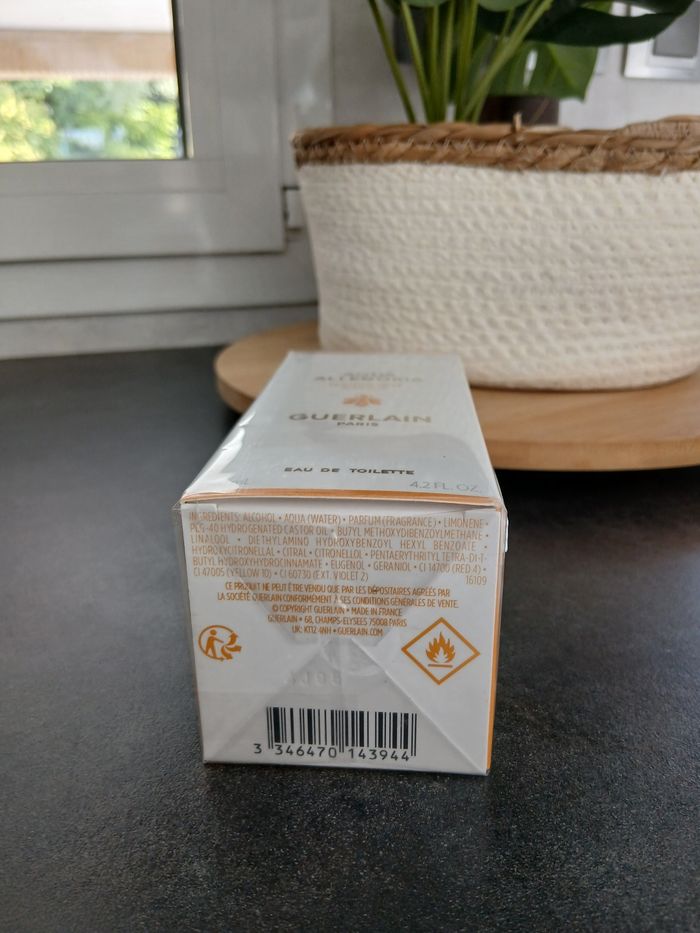 AQUA
ALLEGORIA
GUERLAIN
PARIS
EAU DE TOILETTE
4.2 FL. OZ.
INGREDIENTS: ALCOHOL • AQUA (WATER) • PARFUM (FRAGRANCE) • LIMONENE •
PEG-40 HYDROGENATED CASTOR OIL • BUTYL METHOXYDIBENZOYLMETHANE •
LINALOOL • DIETHYLAMINO HYDROXYBENZOYL HEXYL BENZOATE •
HYDROXYCITRONELLAL • CITRAL • CITRONELLOL • PENTAERYTHRITYL TETRA-DI-T-
BUTYL HYDROXYHYDROCINNAMATE • EUGENOL • GERANIOL • CI 14700 (RED 4) •
CI 47005 (YELLOW 10) • CI 60730 (EXT. VIOLET 2)
16109
CE PRODUIT NE PEUT ÊTRE VENDU QUE PAR LES DÉPOSITAIRES AGRÉÉS PAR
LA SOCIÉTÉ GUERLAIN CONFORMÉMENT À SES CONDITIONS GÉNÉRALES DE VENTE.
© COPYRIGHT GUERLAIN • MADE IN FRANCE
GUERLAIN • 68, CHAMPS-ELYSEES 75008 PARIS
UK: KT12 4NH • GUERLAIN.COM
3 346470 143944